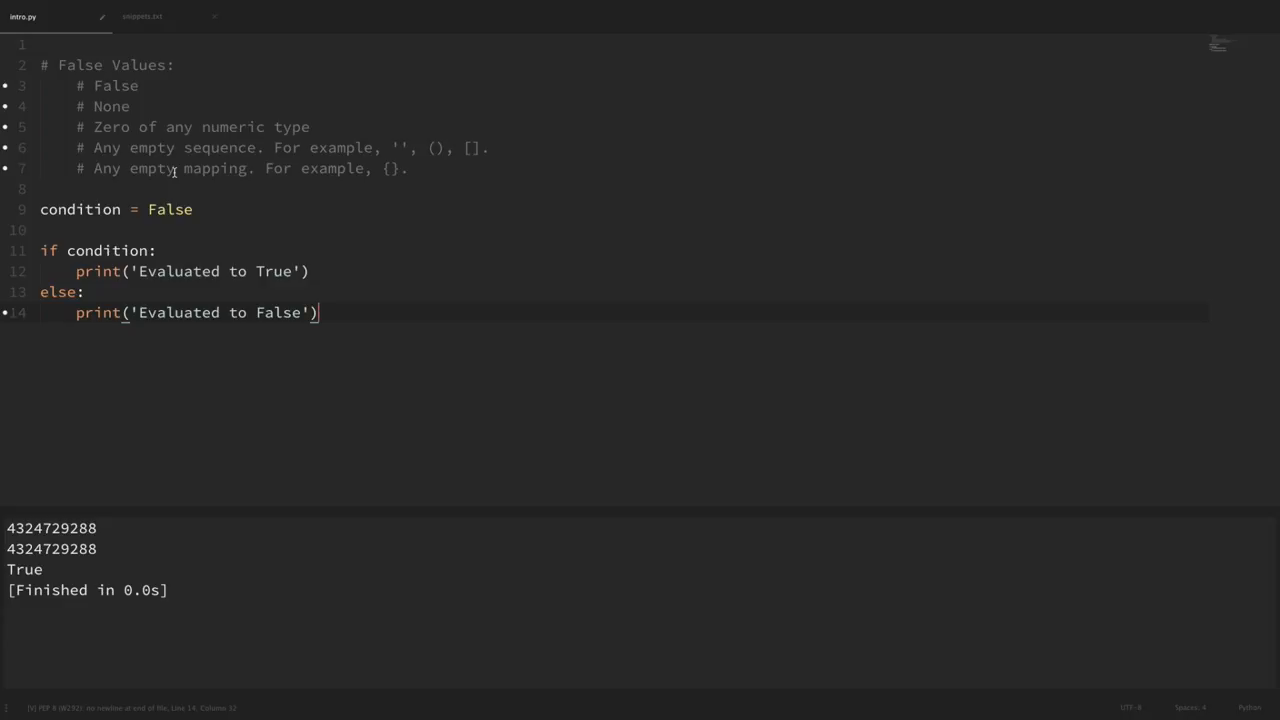 intro.py
snippets.txt
1
2 # False Values:
3 # False
4 # None
5 # Zero of any numeric type
6 # Any empty sequence. For example, '', (), [].
7 # Any empty mapping. For example, {}.
8
9 condition = False
10
11 if condition:
12 print('Evaluated to True')
13 else:
14 print('Evaluated to False')
4324729288
4324729288
True
[Finished in 0.0s]
[V] PEP 8 (W292): no newline at end of file, Line 14, Column 32
UTF-8 Spaces: 4 Python